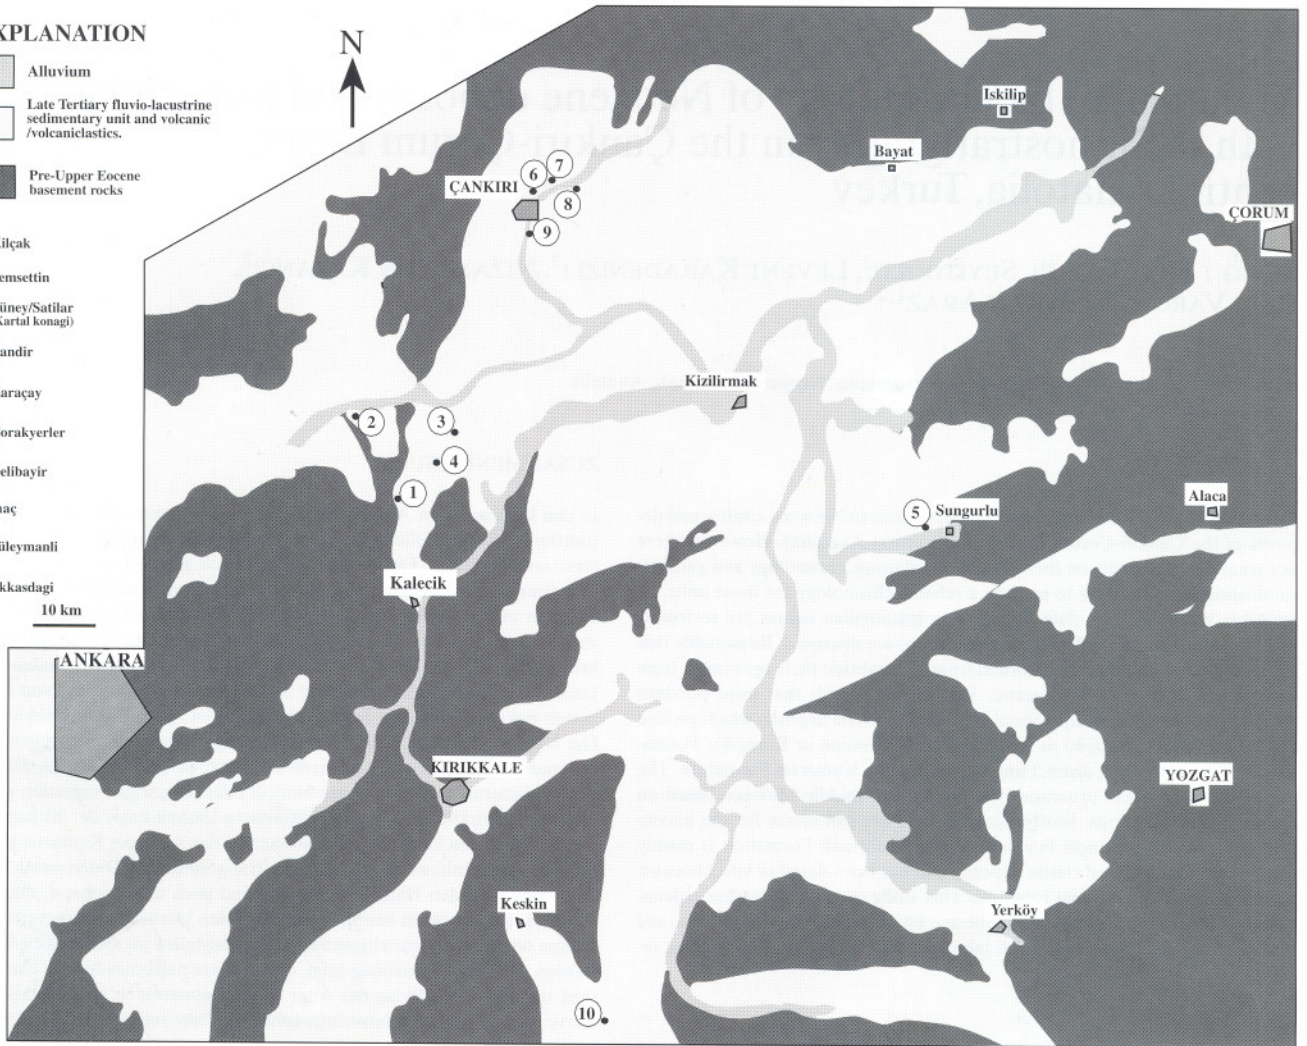 XPLANATION
Alluvium
Late Tertiary fluvio-lacustrine
sedimentary unit and volcanic
/volcaniclastics.
Pre-Upper Eocene
basement rocks
ilçak
emsettin
üney/Satilar
Kartal konagi)
andir
araçay
orakyerler
elibayir
naç
üleymanli
kkasdagi
10 km
N
Iskilip
Bayat
7
6
ÇANKIRI
8
9
ÇORUM
Kizilirmak
2
3
4
1
5
Sungurlu
Alaca
Kalecik
ANKARA
KIRIKKALE
YOZGAT
Keskin
Yerköy
10